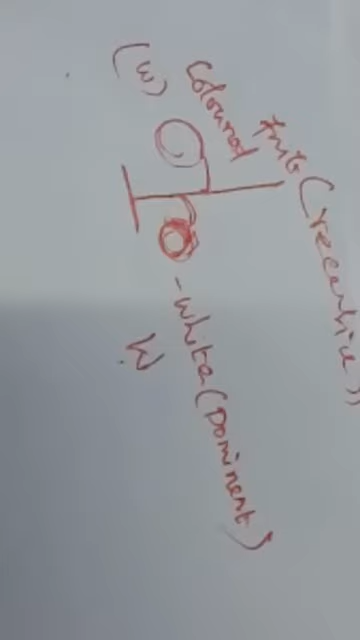 (w) Coloured fruits (recessive))
- white (Dominent)
W